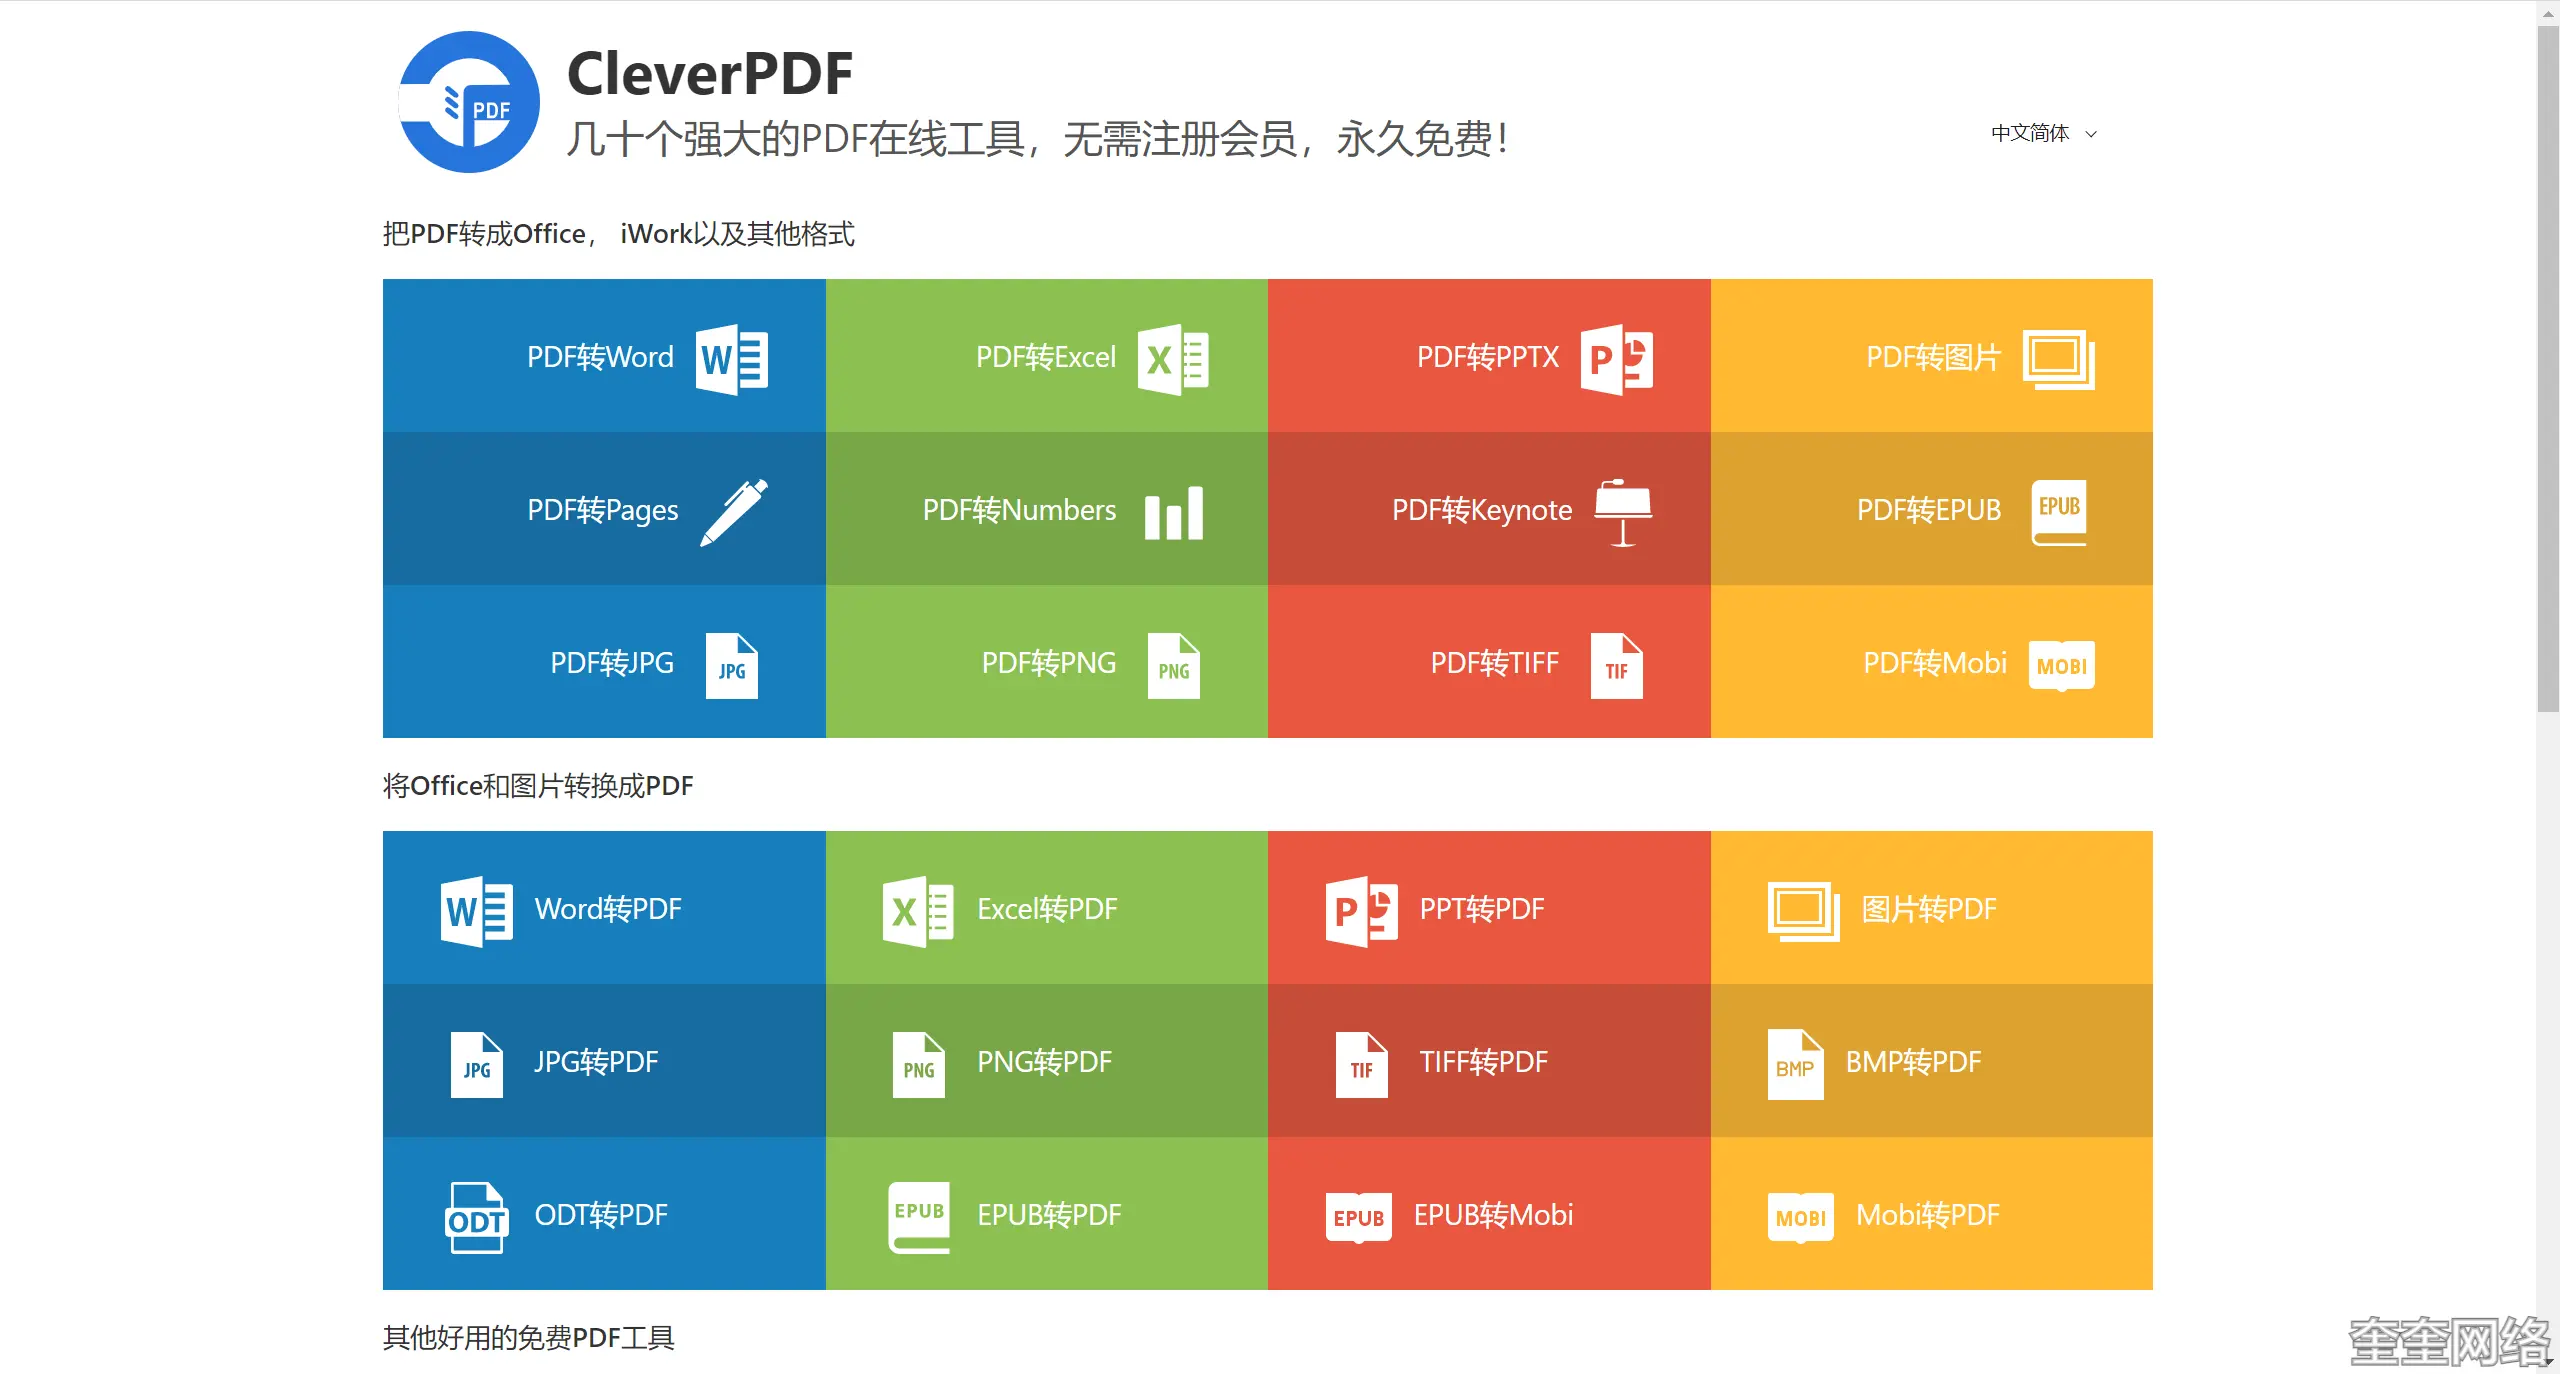 CleverPDF
PDF
几十个强大的PDF在线工具，无需注册会员，永久免费！
中文简体
把PDF转成Office， iWork以及其他格式
PDF转Word
W
PDF转Excel
X
PDF转PPTX
P
PDF转图片
PDF转Pages
PDF转Numbers
PDF转Keynote
PDF转EPUB
EPUB
PDF转JPG
JPG
PDF转PNG
PNG
PDF转TIFF
TIF
PDF转Mobi
MOBI
将Office和图片转换成PDF
W
Word转PDF
X
Excel转PDF
P
PPT转PDF
图片转PDF
JPG
JPG转PDF
PNG
PNG转PDF
TIF
TIFF转PDF
BMP
BMP转PDF
ODT
ODT转PDF
EPUB
EPUB转PDF
EPUB
EPUB转Mobi
MOBI
Mobi转PDF
其他好用的免费PDF工具
奎奎网络